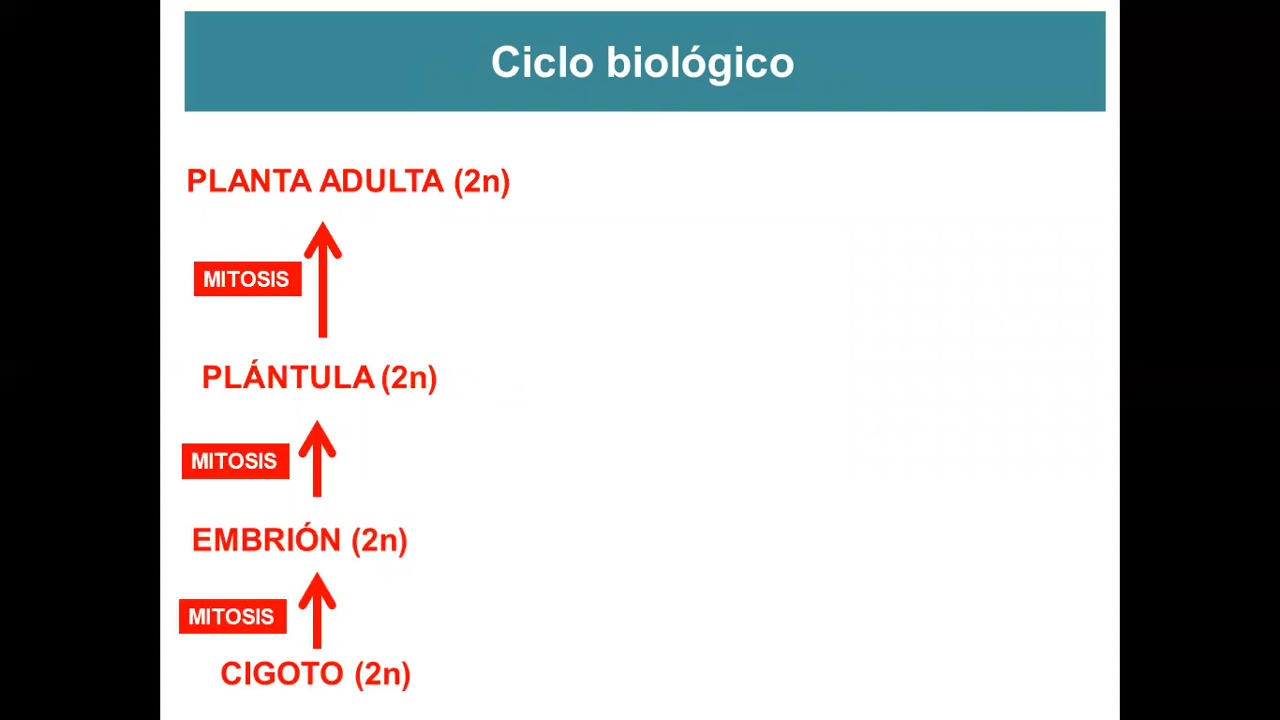 Ciclo biológico
PLANTA ADULTA (2n)
MITOSIS
PLÁNTULA (2n)
MITOSIS
EMBRIÓN (2n)
MITOSIS
CIGOTO (2n)